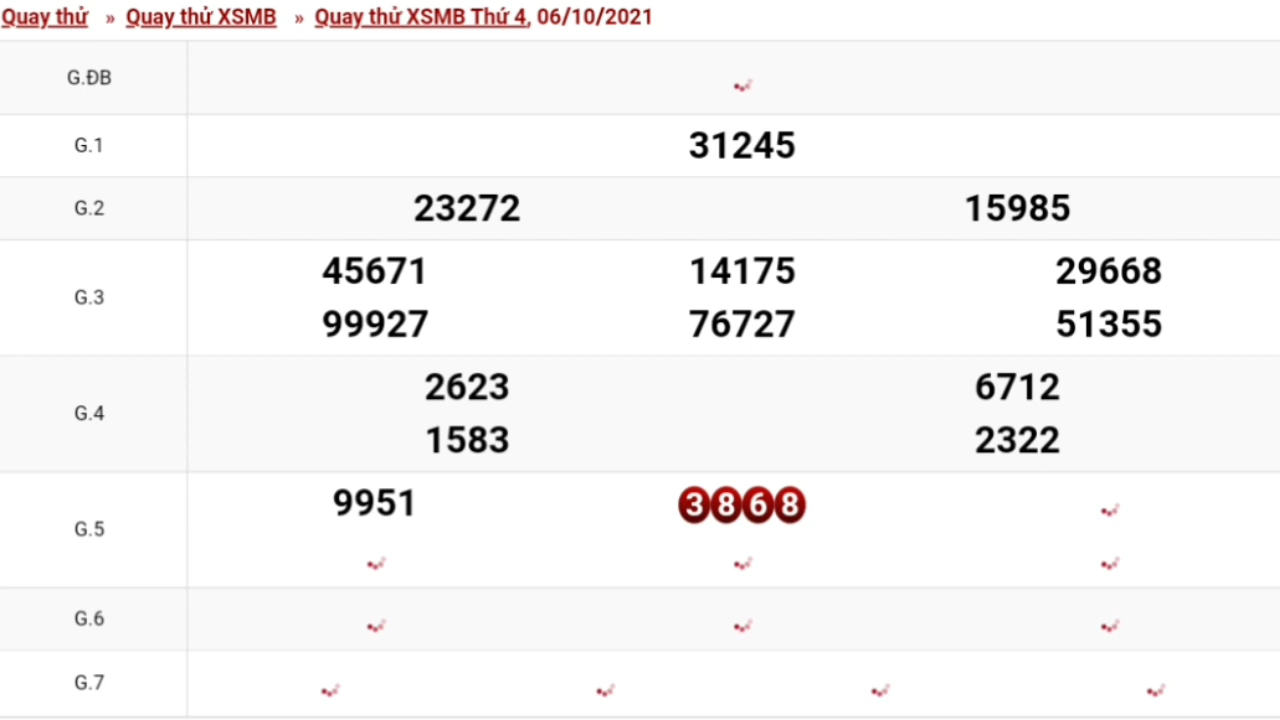 Quay thử » Quay thử XSMB » Quay thử XSMB Thứ 4, 06/10/2021
G.ĐB
G.1 31245
G.2 23272 15985
G.3 45671 14175 29668
99927 76727 51355
G.4 2623 6712
1583 2322
G.5 9951 3868
G.6
G.7